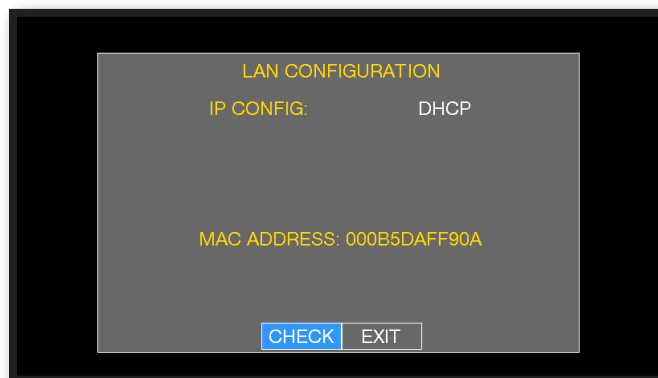 LAN CONFIGURATION
IP CONFIG: DHCP
MAC ADDRESS: 000B5DAFF90A
CHECK EXIT